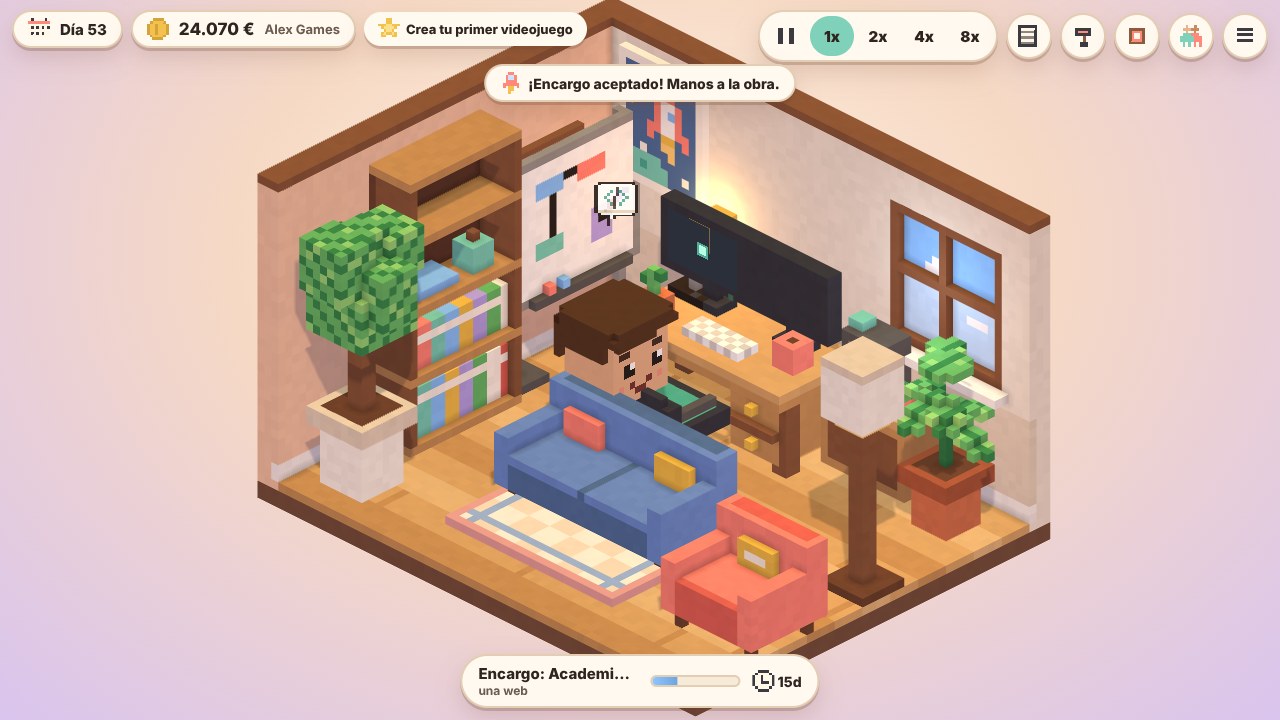 Día 53
24.070 €
Alex Games
Crea tu primer videojuego
1x
2x
4x
8x
¡Encargo aceptado! Manos a la obra.
Encargo: Academi...
una web
15d